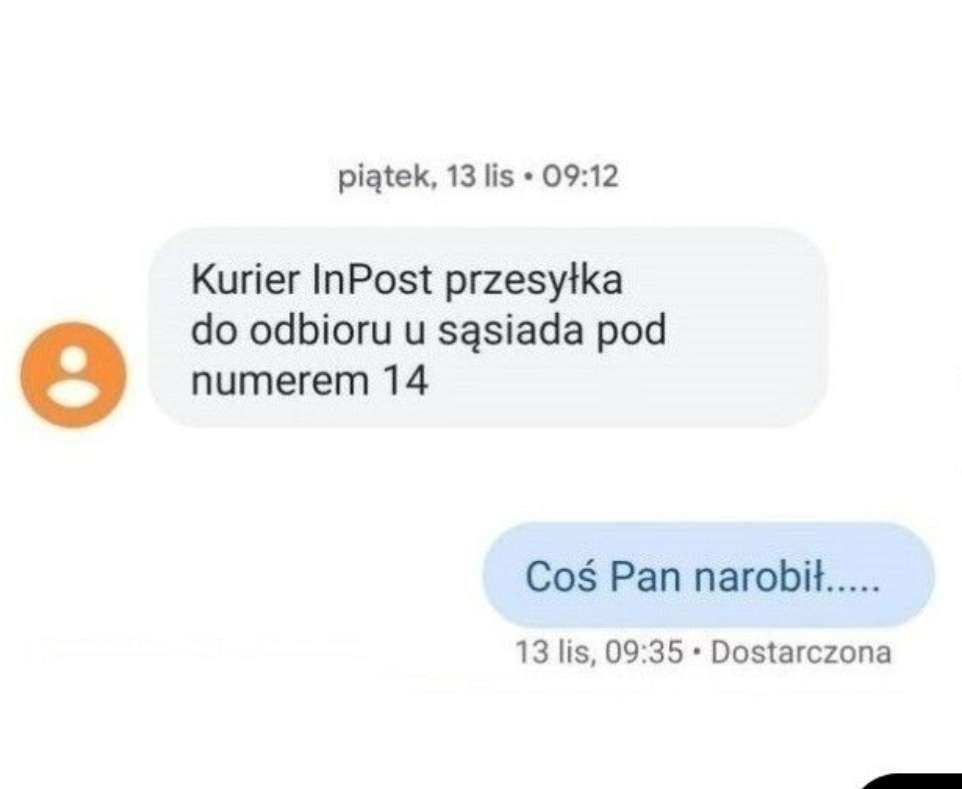 piątek, 13 lis • 09:12
Kurier InPost przesyłka
do odbioru u sąsiada pod
numerem 14
Coś Pan narobił.....
13 lis, 09:35 • Dostarczona